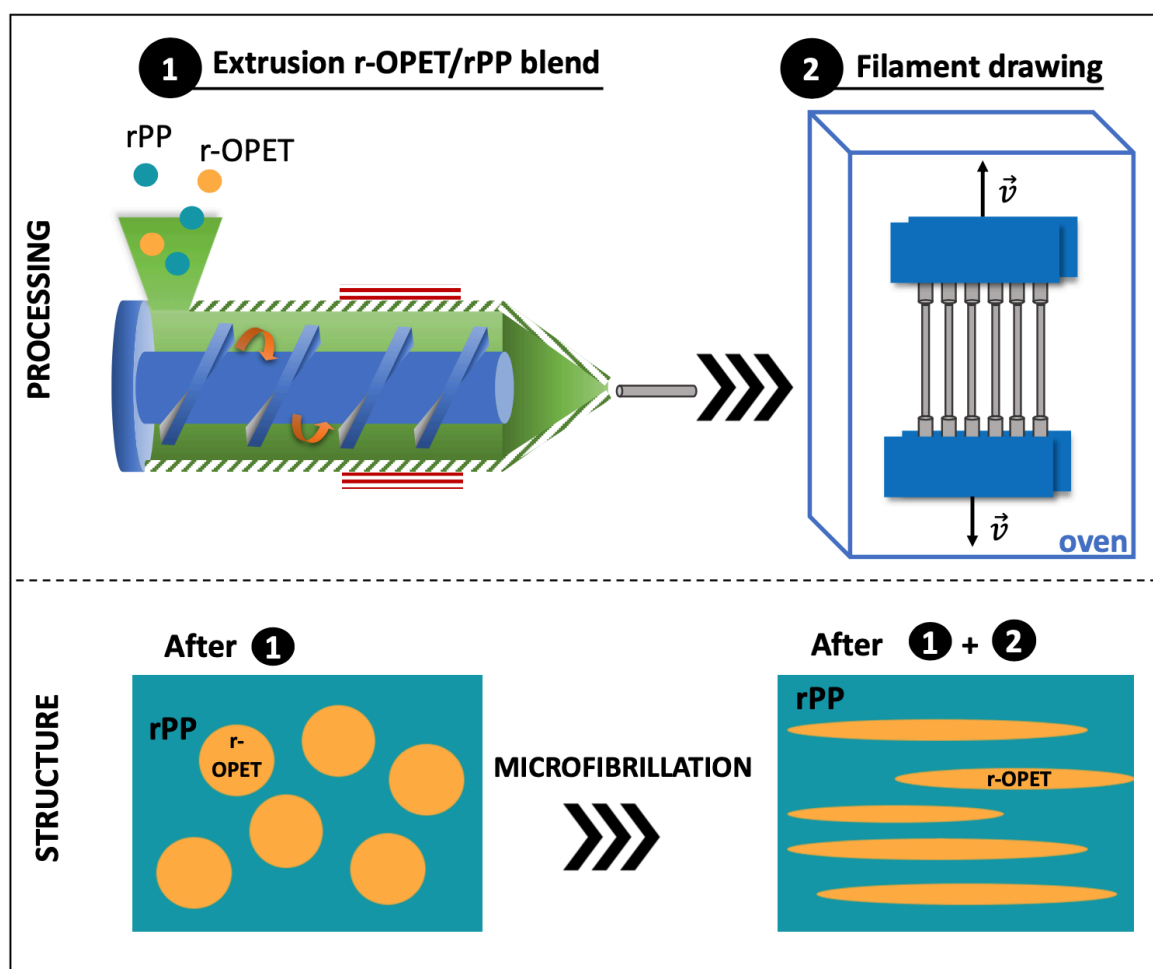 1 Extrusion r-OPET/rPP blend
2 Filament drawing
rPP
r-OPET
PROCESSING
v⃗
v⃗
oven
After 1
After 1 + 2
STRUCTURE
rPP
r-
OPET
MICROFIBRILLATION
rPP
r-OPET